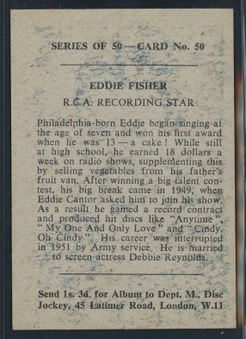 SERIES OF 50 — CARD No. 50
EDDIE FISHER
R.C.A. RECORDING STAR
Philadelphia-born Eddie began singing at
the age of seven and won his first award
when he was 13 — a cake! While still
at high school, he earned 18 dollars a
week on radio shows, supplementing this
by selling vegetables from his father's
fruit van. After winning a big talent
contest, his big break came in 1949, when
Eddie Cantor asked him to join his show.
As a result he gained a record contract
and produced hit discs like "Anytime",
"My One And Only Love" and "Cindy,
Oh Cindy". His career was interrupted
in 1951 by Army service. He is married
to screen actress Debbie Reynolds.
Send 1s. 3d. for Album to Dept. M., Disc
Jockey, 45 Latimer Road, London, W.11